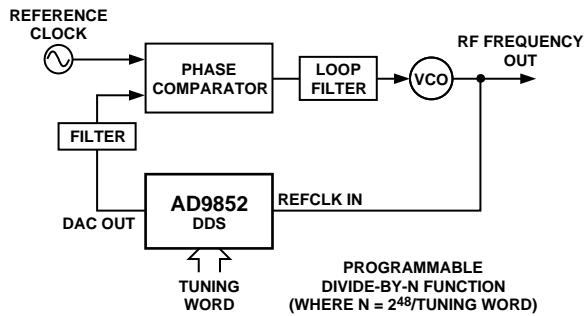 REFERENCE
CLOCK
PHASE
COMPARATOR
LOOP
FILTER
VCO
RF FREQUENCY
OUT
FILTER
DAC OUT
AD9852
DDS
REFCLK IN
TUNING
WORD
PROGRAMMABLE
DIVIDE-BY-N FUNCTION
(WHERE N = 2⁴⁸/TUNING WORD)